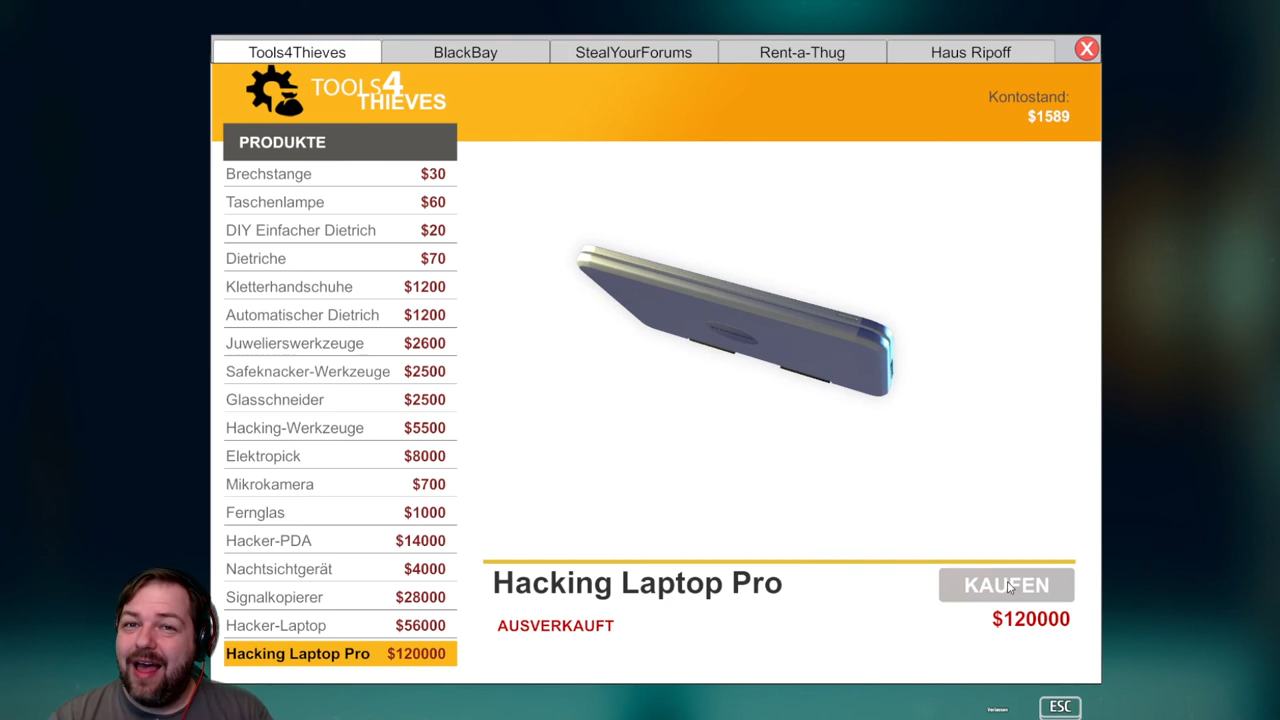 Tools4Thieves
BlackBay
StealYourForums
Rent-a-Thug
Haus Ripoff
X
TOOLS4
THIEVES
Kontostand:
$1589
PRODUKTE
Brechstange $30
Taschenlampe $60
DIY Einfacher Dietrich $20
Dietriche $70
Kletterhandschuhe $1200
Automatischer Dietrich $1200
Juwelierswerkzeuge $2600
Safeknacker-Werkzeuge $2500
Glasschneider $2500
Hacking-Werkzeuge $5500
Elektropick $8000
Mikrokamera $700
Fernglas $1000
Hacker-PDA $14000
Nachtsichtgerät $4000
Signalkopierer $28000
Hacker-Laptop $56000
Hacking Laptop Pro $120000
Hacking Laptop Pro
KAUFEN
AUSVERKAUFT
$120000
Verlassen
ESC